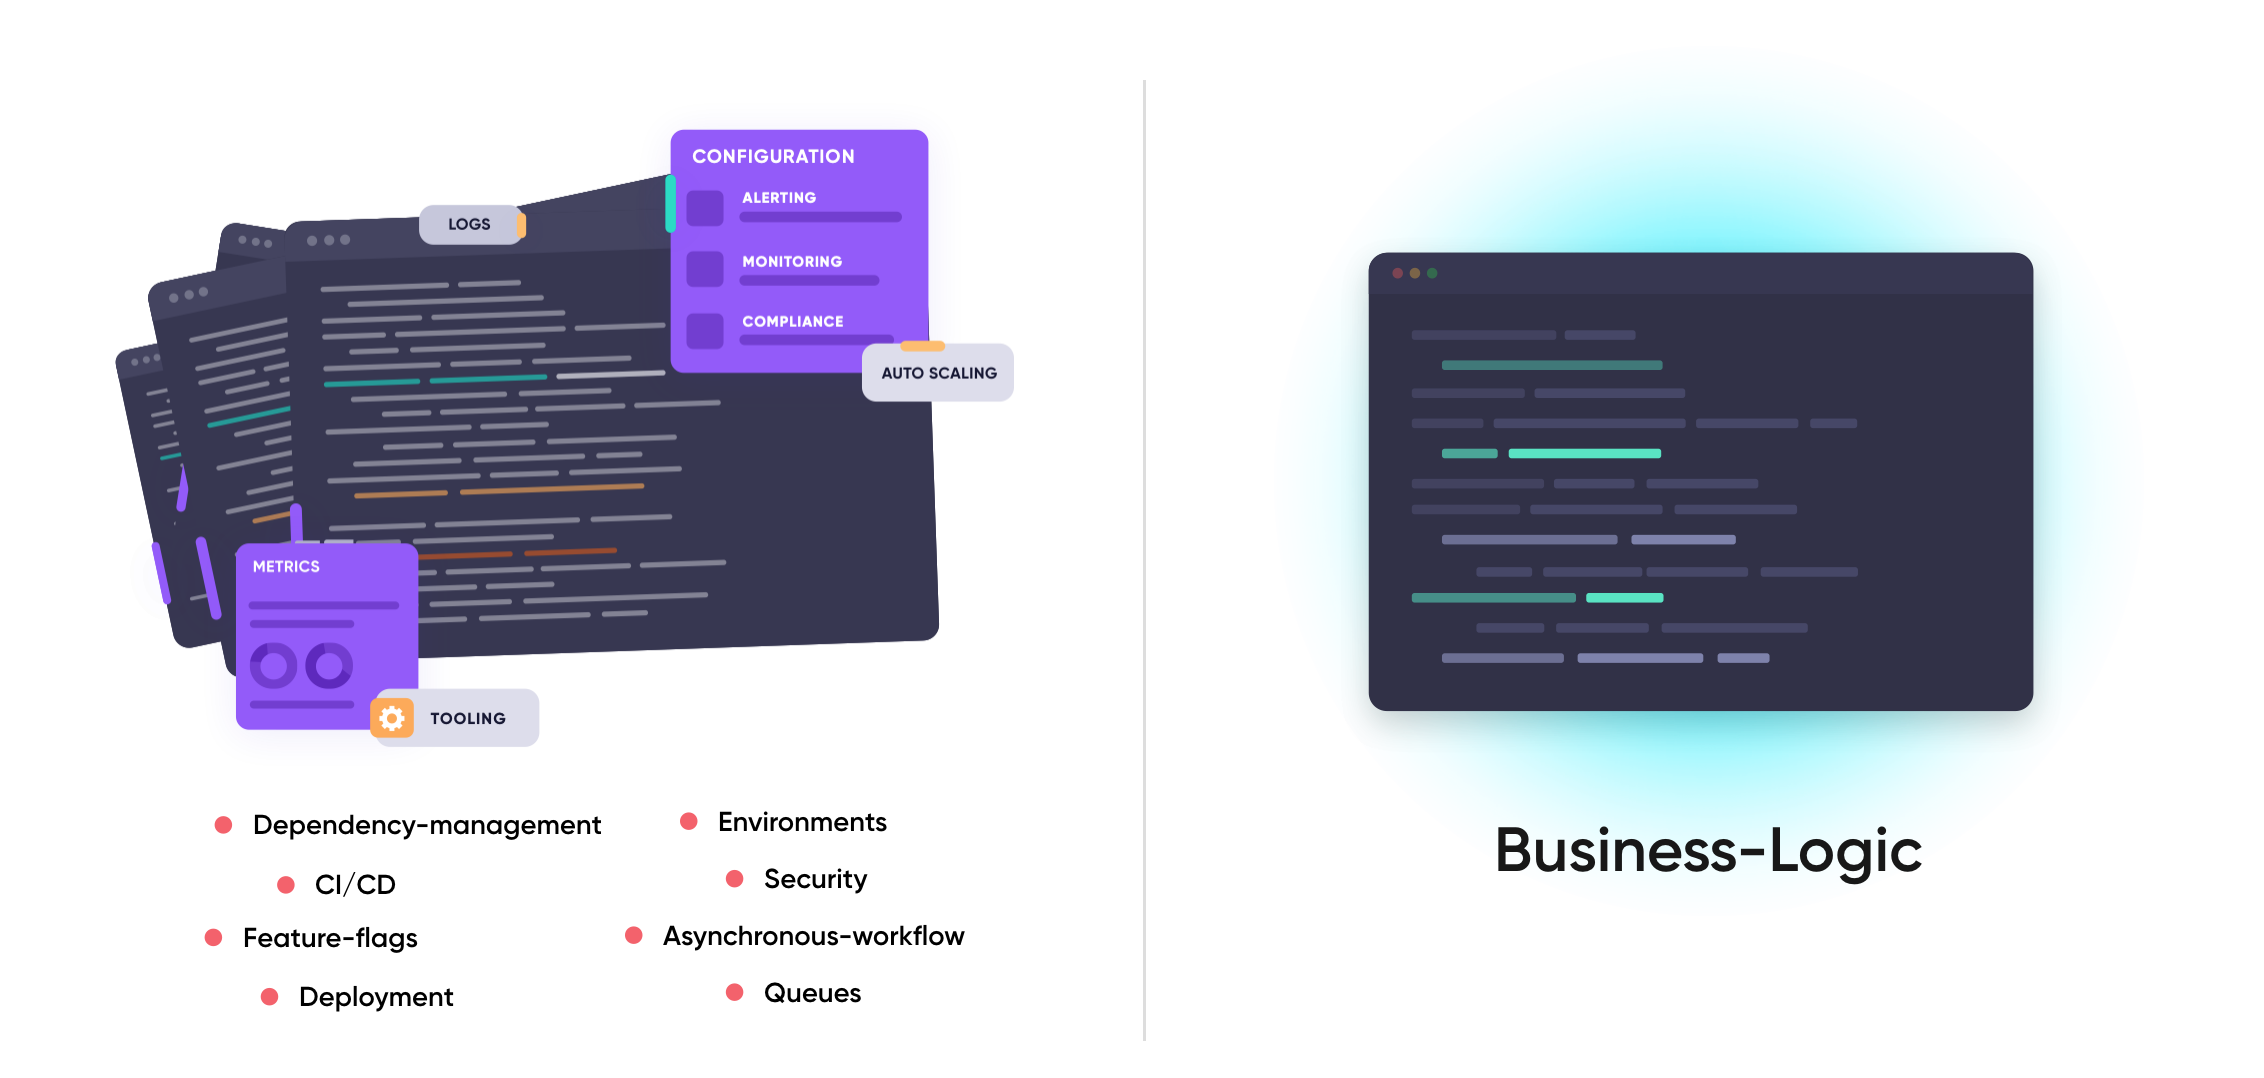 CONFIGURATION
ALERTING
MONITORING
COMPLIANCE
LOGS
AUTO SCALING
METRICS
TOOLING
Dependency-management
CI/CD
Feature-flags
Deployment
Environments
Security
Asynchronous-workflow
Queues
Business-Logic